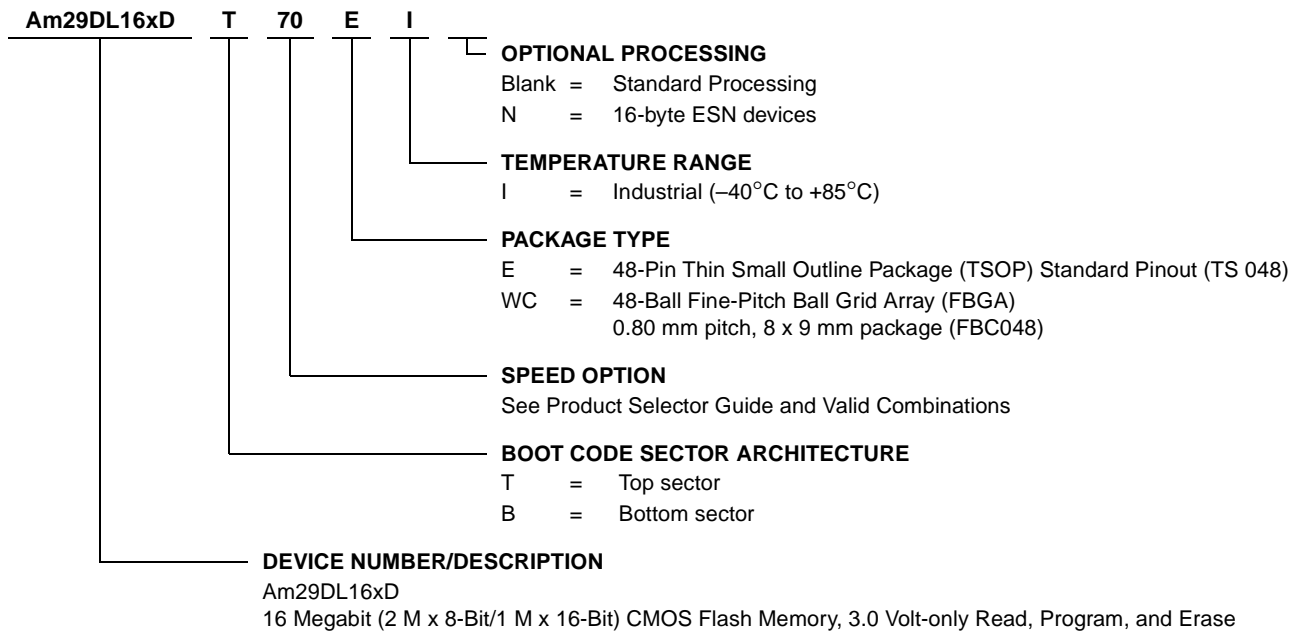 Am29DL16xD T 70 E I
OPTIONAL PROCESSING
Blank = Standard Processing
N = 16-byte ESN devices
TEMPERATURE RANGE
I = Industrial (–40°C to +85°C)
PACKAGE TYPE
E = 48-Pin Thin Small Outline Package (TSOP) Standard Pinout (TS 048)
WC = 48-Ball Fine-Pitch Ball Grid Array (FBGA)
0.80 mm pitch, 8 x 9 mm package (FBC048)
SPEED OPTION
See Product Selector Guide and Valid Combinations
BOOT CODE SECTOR ARCHITECTURE
T = Top sector
B = Bottom sector
DEVICE NUMBER/DESCRIPTION
Am29DL16xD
16 Megabit (2 M x 8-Bit/1 M x 16-Bit) CMOS Flash Memory, 3.0 Volt-only Read, Program, and Erase